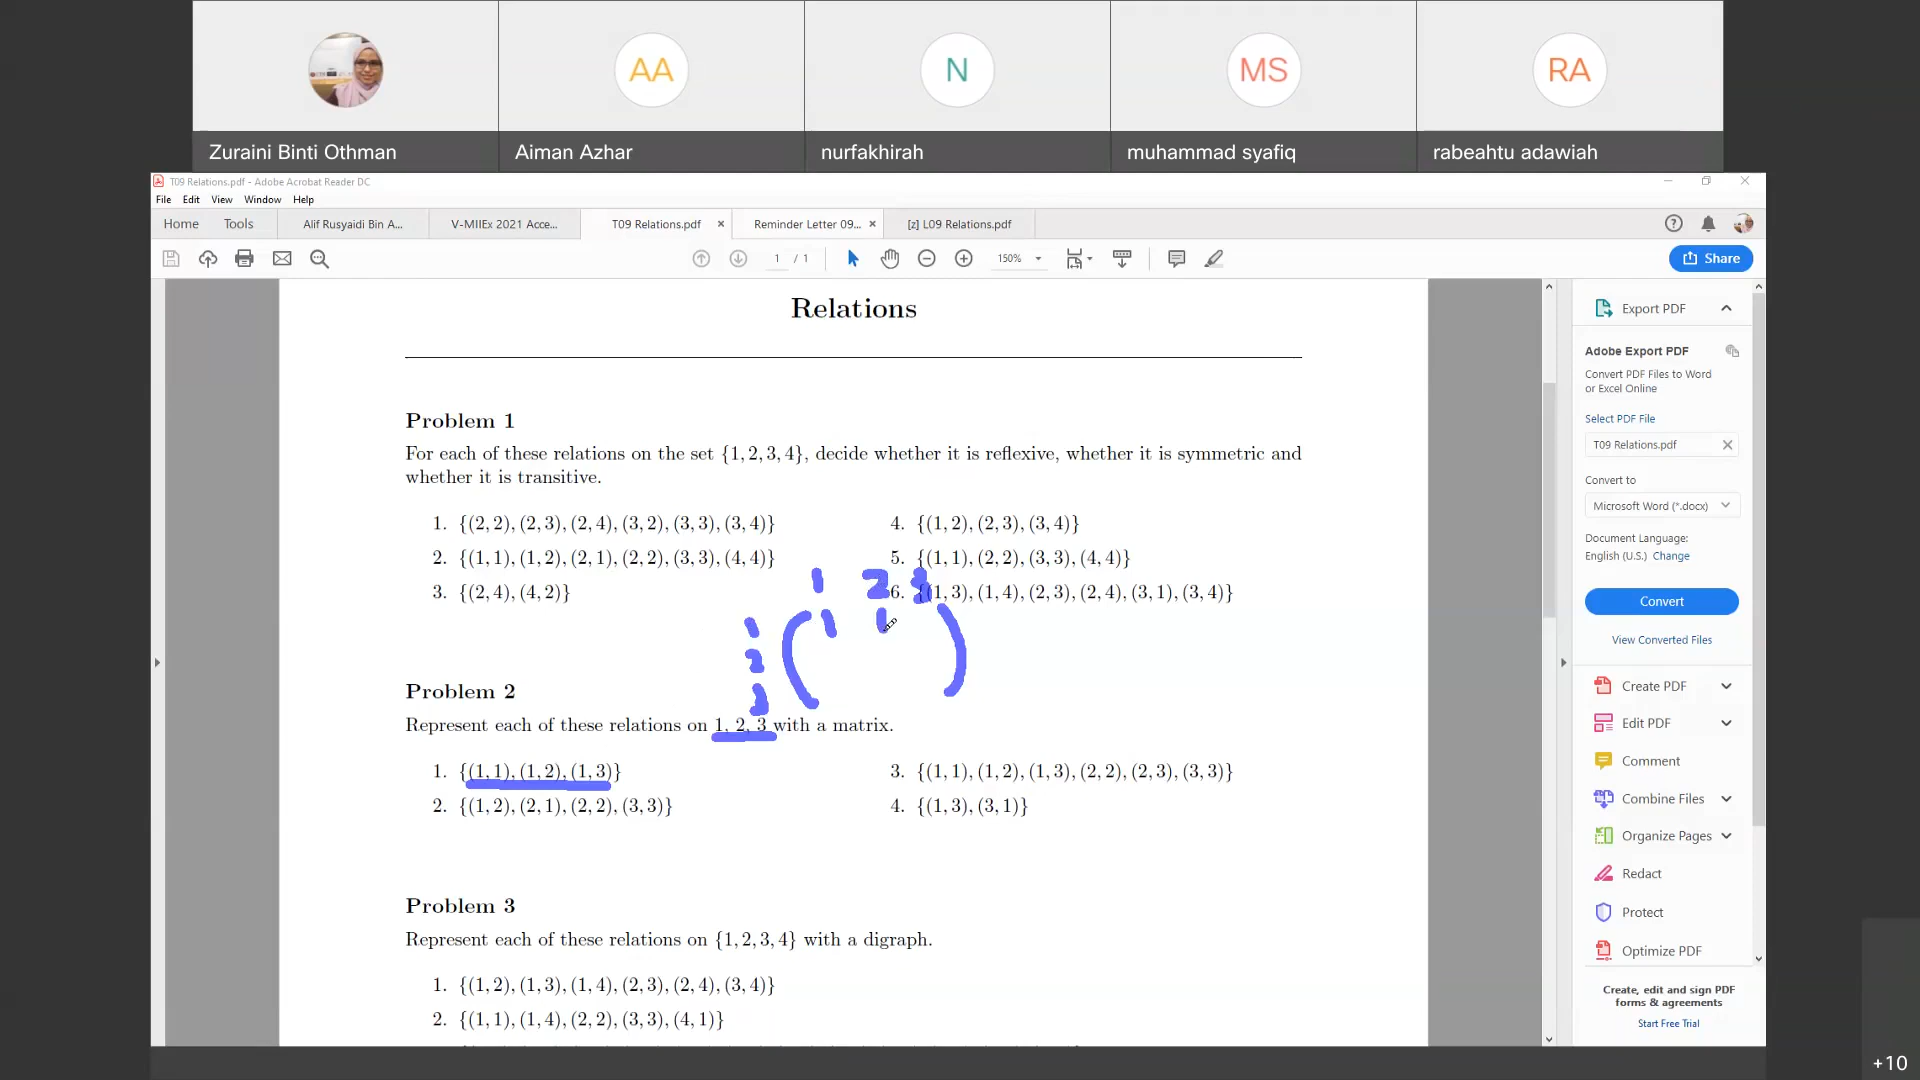 AA
N
MS
RA
Zuraini Binti Othman
Aiman Azhar
nurfakhirah
muhammad syafiq
rabeahtu adawiah
T09 Relations.pdf - Adobe Acrobat Reader DC
File Edit View Window Help
Home Tools Alif Rusyaidi Bin A... V-MIIEx 2021 Acce... T09 Relations.pdf × Reminder Letter 09... × [z] L09 Relations.pdf
1 / 1 150% Share
Relations
Problem 1
For each of these relations on the set {1, 2, 3, 4}, decide whether it is reflexive, whether it is symmetric and
whether it is transitive.
1. {(2, 2), (2, 3), (2, 4), (3, 2), (3, 3), (3, 4)}
2. {(1, 1), (1, 2), (2, 1), (2, 2), (3, 3), (4, 4)}
3. {(2, 4), (4, 2)}
4. {(1, 2), (2, 3), (3, 4)}
5. {(1, 1), (2, 2), (3, 3), (4, 4)}
6. {(1, 3), (1, 4), (2, 3), (2, 4), (3, 1), (3, 4)}
1 2 3
1 ( 1 1 )
2
3
Problem 2
Represent each of these relations on 1, 2, 3 with a matrix.
1. {(1, 1), (1, 2), (1, 3)}
2. {(1, 2), (2, 1), (2, 2), (3, 3)}
3. {(1, 1), (1, 2), (1, 3), (2, 2), (2, 3), (3, 3)}
4. {(1, 3), (3, 1)}
Problem 3
Represent each of these relations on {1, 2, 3, 4} with a digraph.
1. {(1, 2), (1, 3), (1, 4), (2, 3), (2, 4), (3, 4)}
2. {(1, 1), (1, 4), (2, 2), (3, 3), (4, 1)}
Export PDF
Adobe Export PDF
Convert PDF Files to Word
or Excel Online
Select PDF File
T09 Relations.pdf
Convert to
Microsoft Word (*.docx)
Document Language:
English (U.S.) Change
Convert
View Converted Files
Create PDF
Edit PDF
Comment
Combine Files
Organize Pages
Redact
Protect
Optimize PDF
Create, edit and sign PDF
forms & agreements
Start Free Trial
+10